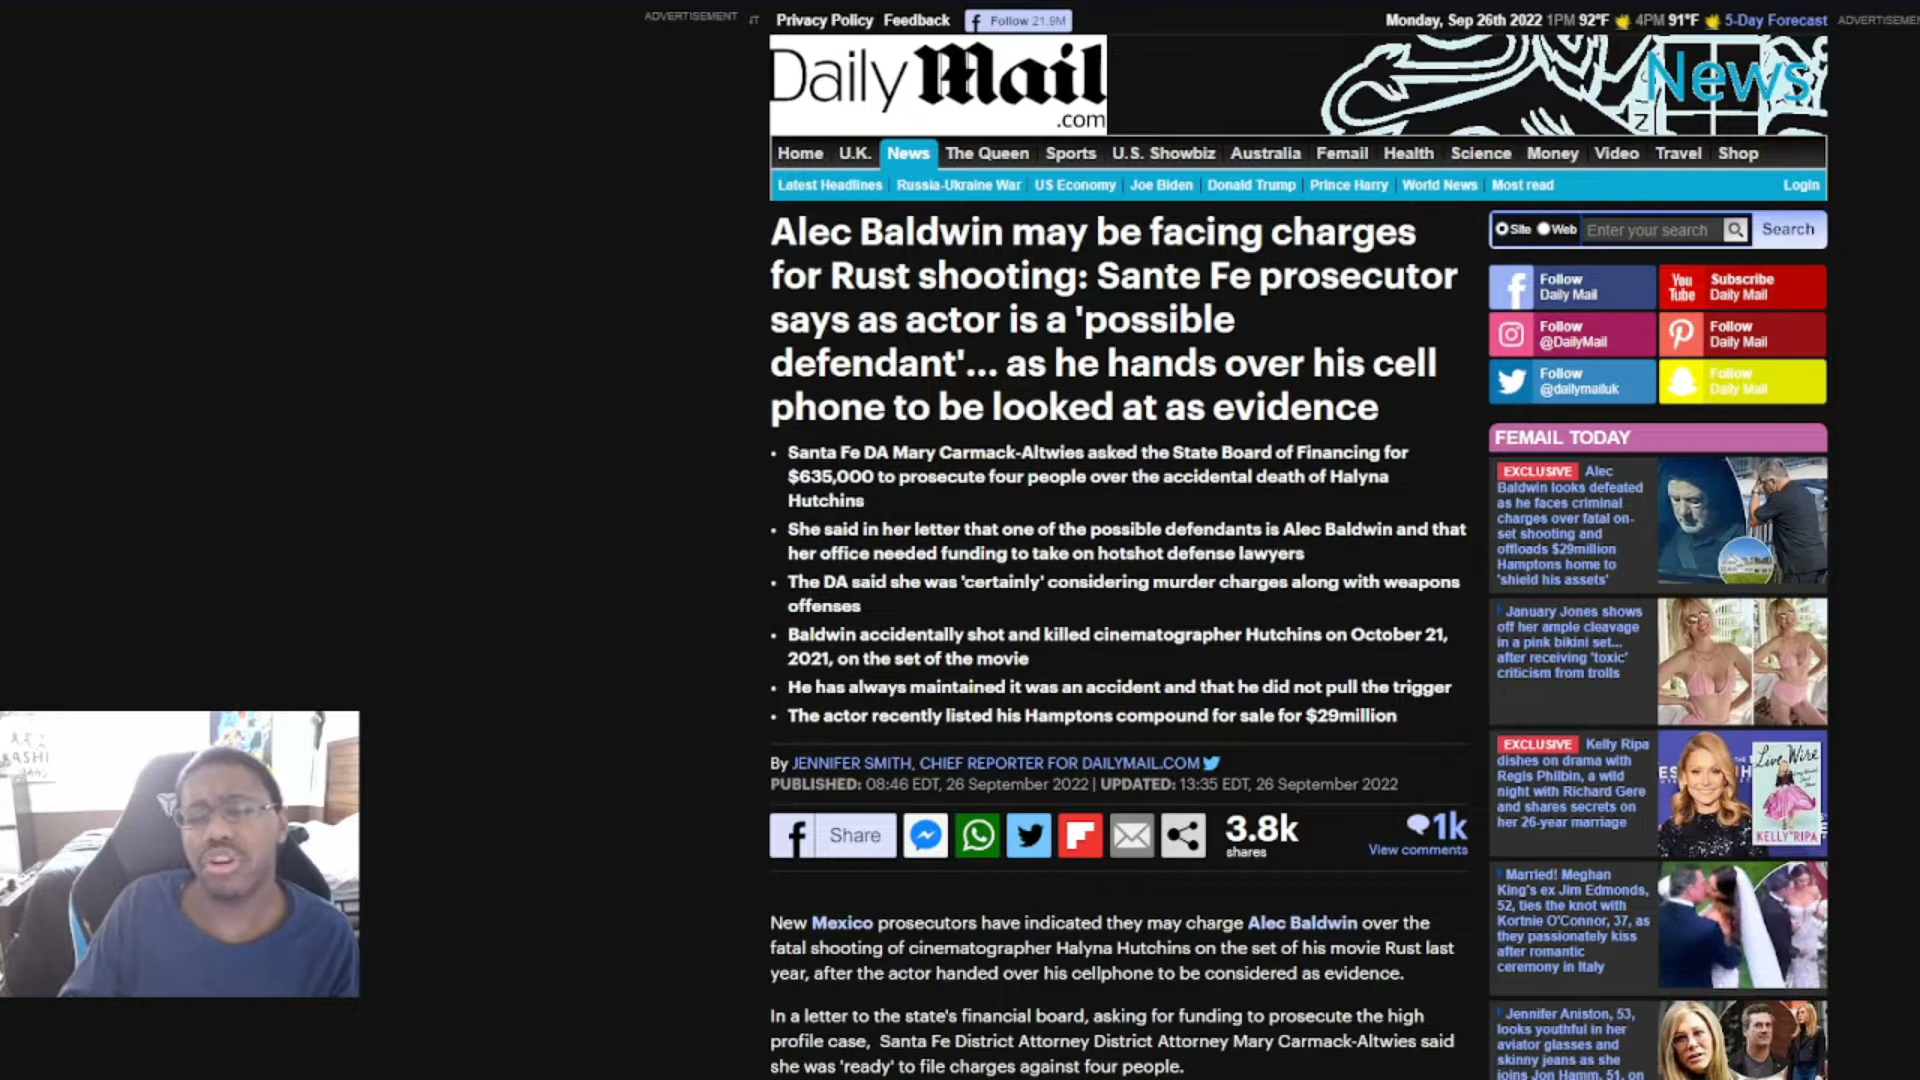 ADVERTISEMENT
Privacy Policy Feedback
Follow 21.9M
Monday, Sep 26th 2022 1PM 92°F 4PM 91°F 5-Day Forecast
Daily Mail
.com
News
Home U.K. News The Queen Sports U.S. Showbiz Australia Femail Health Science Money Video Travel Shop
Latest Headlines Russia-Ukraine War US Economy Joe Biden Donald Trump Prince Harry World News Most read Login
Alec Baldwin may be facing charges
for Rust shooting: Sante Fe prosecutor
says as actor is a 'possible
defendant'... as he hands over his cell
phone to be looked at as evidence
• Santa Fe DA Mary Carmack-Altwies asked the State Board of Financing for
$635,000 to prosecute four people over the accidental death of Halyna
Hutchins
• She said in her letter that one of the possible defendants is Alec Baldwin and that
her office needed funding to take on hotshot defense lawyers
• The DA said she was 'certainly' considering murder charges along with weapons
offenses
• Baldwin accidentally shot and killed cinematographer Hutchins on October 21,
2021, on the set of the movie
• He has always maintained it was an accident and that he did not pull the trigger
• The actor recently listed his Hamptons compound for sale for $29million
By JENNIFER SMITH, CHIEF REPORTER FOR DAILYMAIL.COM
PUBLISHED: 08:46 EDT, 26 September 2022 | UPDATED: 13:35 EDT, 26 September 2022
Share
3.8k
shares
1k
View comments
New Mexico prosecutors have indicated they may charge Alec Baldwin over the
fatal shooting of cinematographer Halyna Hutchins on the set of his movie Rust last
year, after the actor handed over his cellphone to be considered as evidence.
In a letter to the state's financial board, asking for funding to prosecute the high
profile case, Santa Fe District Attorney District Attorney Mary Carmack-Altwies said
she was 'ready' to file charges against four people.
Site Web Enter your search Search
Follow
Daily Mail
You
Tube
Subscribe
Daily Mail
Follow
@DailyMail
Follow
Daily Mail
Follow
@dailymailuk
Follow
Daily Mail
FEMAIL TODAY
EXCLUSIVE Alec
Baldwin looks defeated
as he faces criminal
charges over fatal on-
set shooting and
offloads $29million
Hamptons home to
'shield his assets'
January Jones shows
off her ample cleavage
in a pink bikini set...
after receiving 'toxic'
criticism from trolls
EXCLUSIVE Kelly Ripa
dishes on drama with
Regis Philbin, a wild
night with Richard Gere
and shares secrets on
her 26-year marriage
Live Wire
KELLY RIPA
Married! Meghan
King's ex Jim Edmonds,
52, ties the knot with
Kortnie O'Connor, 37, as
they passionately kiss
after romantic
ceremony in Italy
Jennifer Aniston, 53,
looks youthful in her
aviator glasses and
skinny jeans as she
joins Jon Hamm, 51, on